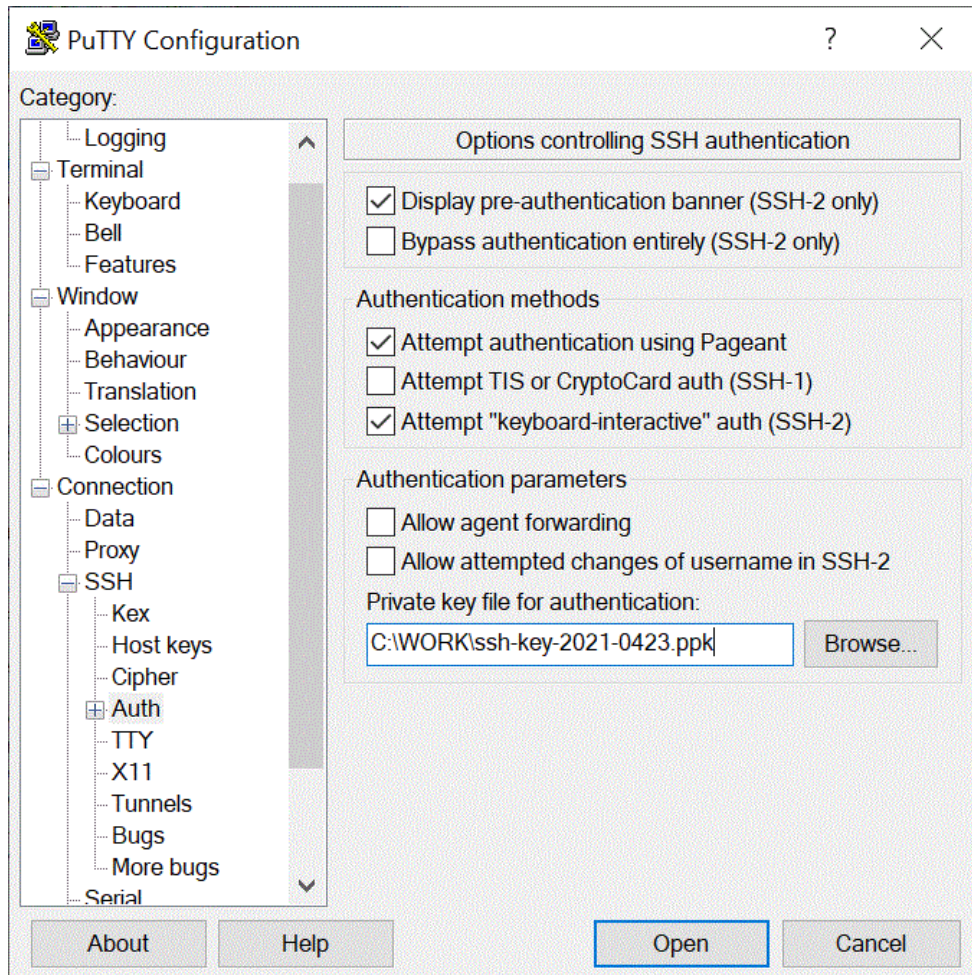 PuTTY Configuration
?
Category:
Logging
Terminal
Keyboard
Bell
Features
Window
Appearance
Behaviour
Translation
Selection
Colours
Connection
Data
Proxy
SSH
Kex
Host keys
Cipher
Auth
TTY
X11
Tunnels
Bugs
More bugs
Serial
Options controlling SSH authentication
Display pre-authentication banner (SSH-2 only)
Bypass authentication entirely (SSH-2 only)
Authentication methods
Attempt authentication using Pageant
Attempt TIS or CryptoCard auth (SSH-1)
Attempt "keyboard-interactive" auth (SSH-2)
Authentication parameters
Allow agent forwarding
Allow attempted changes of username in SSH-2
Private key file for authentication:
C:\WORK\ssh-key-2021-0423.ppk
Browse...
About
Help
Open
Cancel